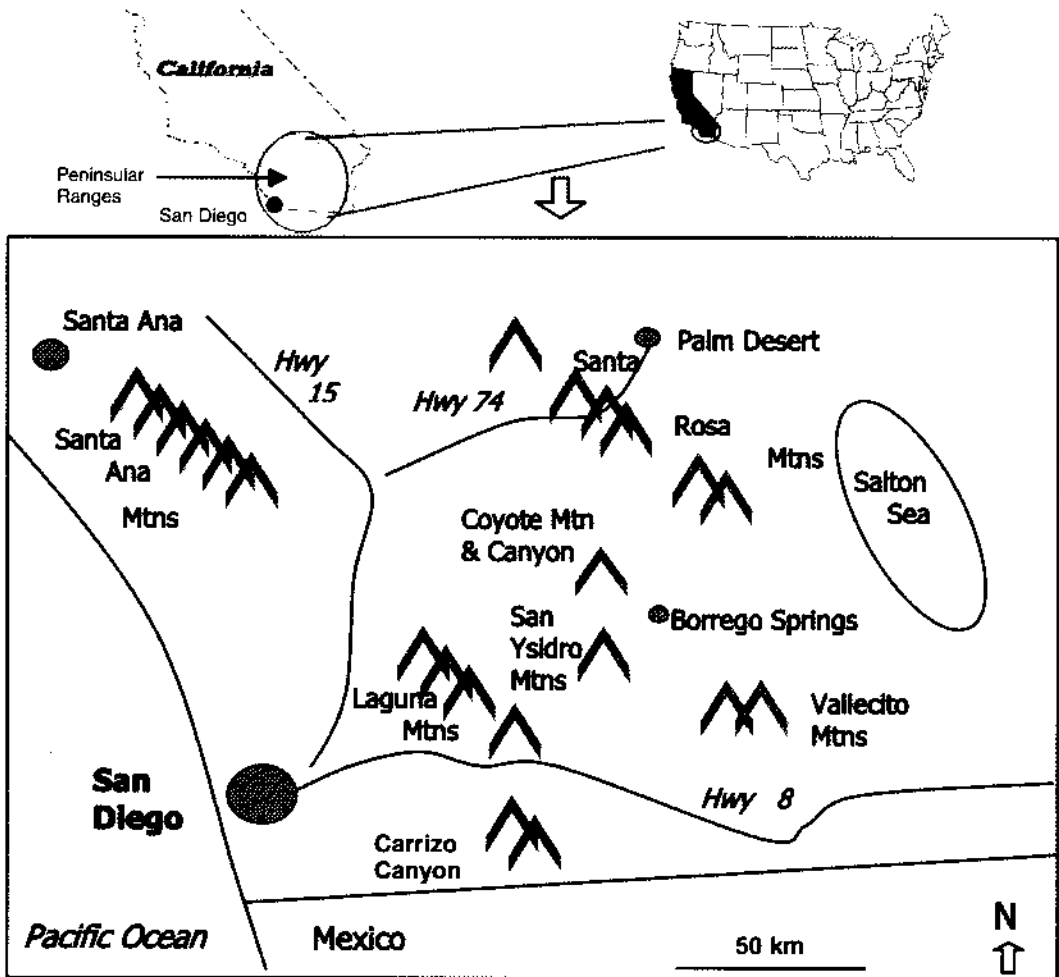 California
Peninsular
Ranges
San Diego
Santa Ana
Hwy
15
Hwy 74
Santa
Palm Desert
Santa
Ana
Mtns
Rosa
Mtns
Salton
Sea
Coyote Mtn
& Canyon
San
Ysidro
Mtns
Borrego Springs
Laguna
Mtns
Vallecito
Mtns
San
Diego
Hwy 8
Carrizo
Canyon
Pacific Ocean
Mexico
50 km
N